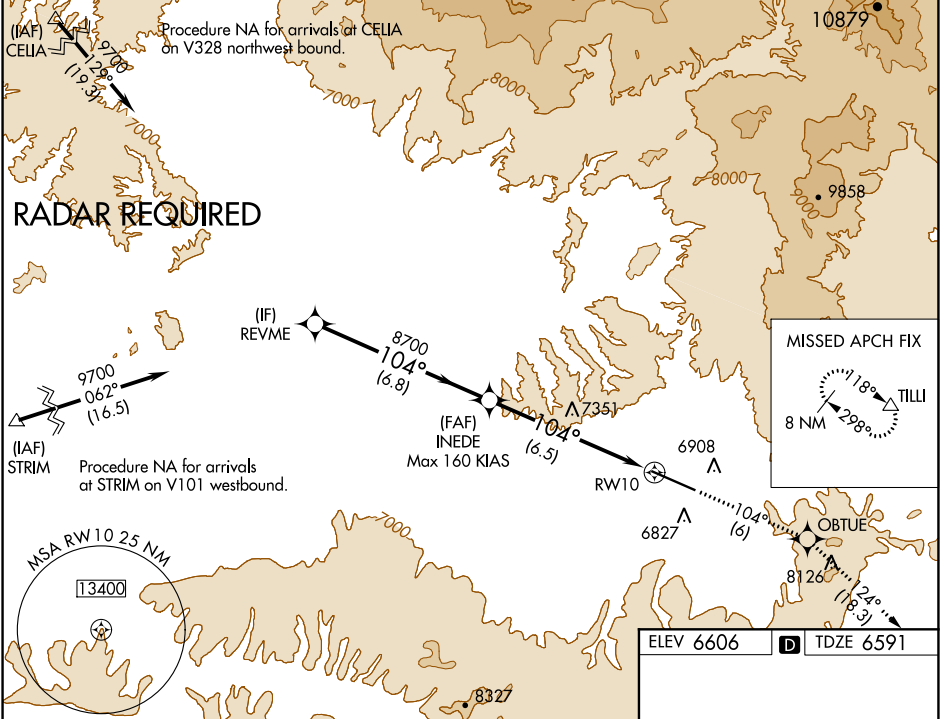 (IAF)
CELIA
9700
129°
(19.3)
Procedure NA for arrivals at CELIA
on V328 northwest bound.
10879
7000
8000
7000
8000
9000
9858
RADAR REQUIRED
(IF)
REVME
8700
104°
(6.8)
MISSED APCH FIX
118°
TILLI
8 NM
298°
9700
062°
(16.5)
(IAF)
STRIM
7351
104°
(6.5)
(FAF)
INEDE
Max 160 KIAS
6908
RW10
Procedure NA for arrivals
at STRIM on V101 westbound.
7000
6827
104°
(6)
OBTUE
8126
124°
(18.3)
MSA RW10 25 NM
13400
ELEV 6606
D
TDZE 6591
8327